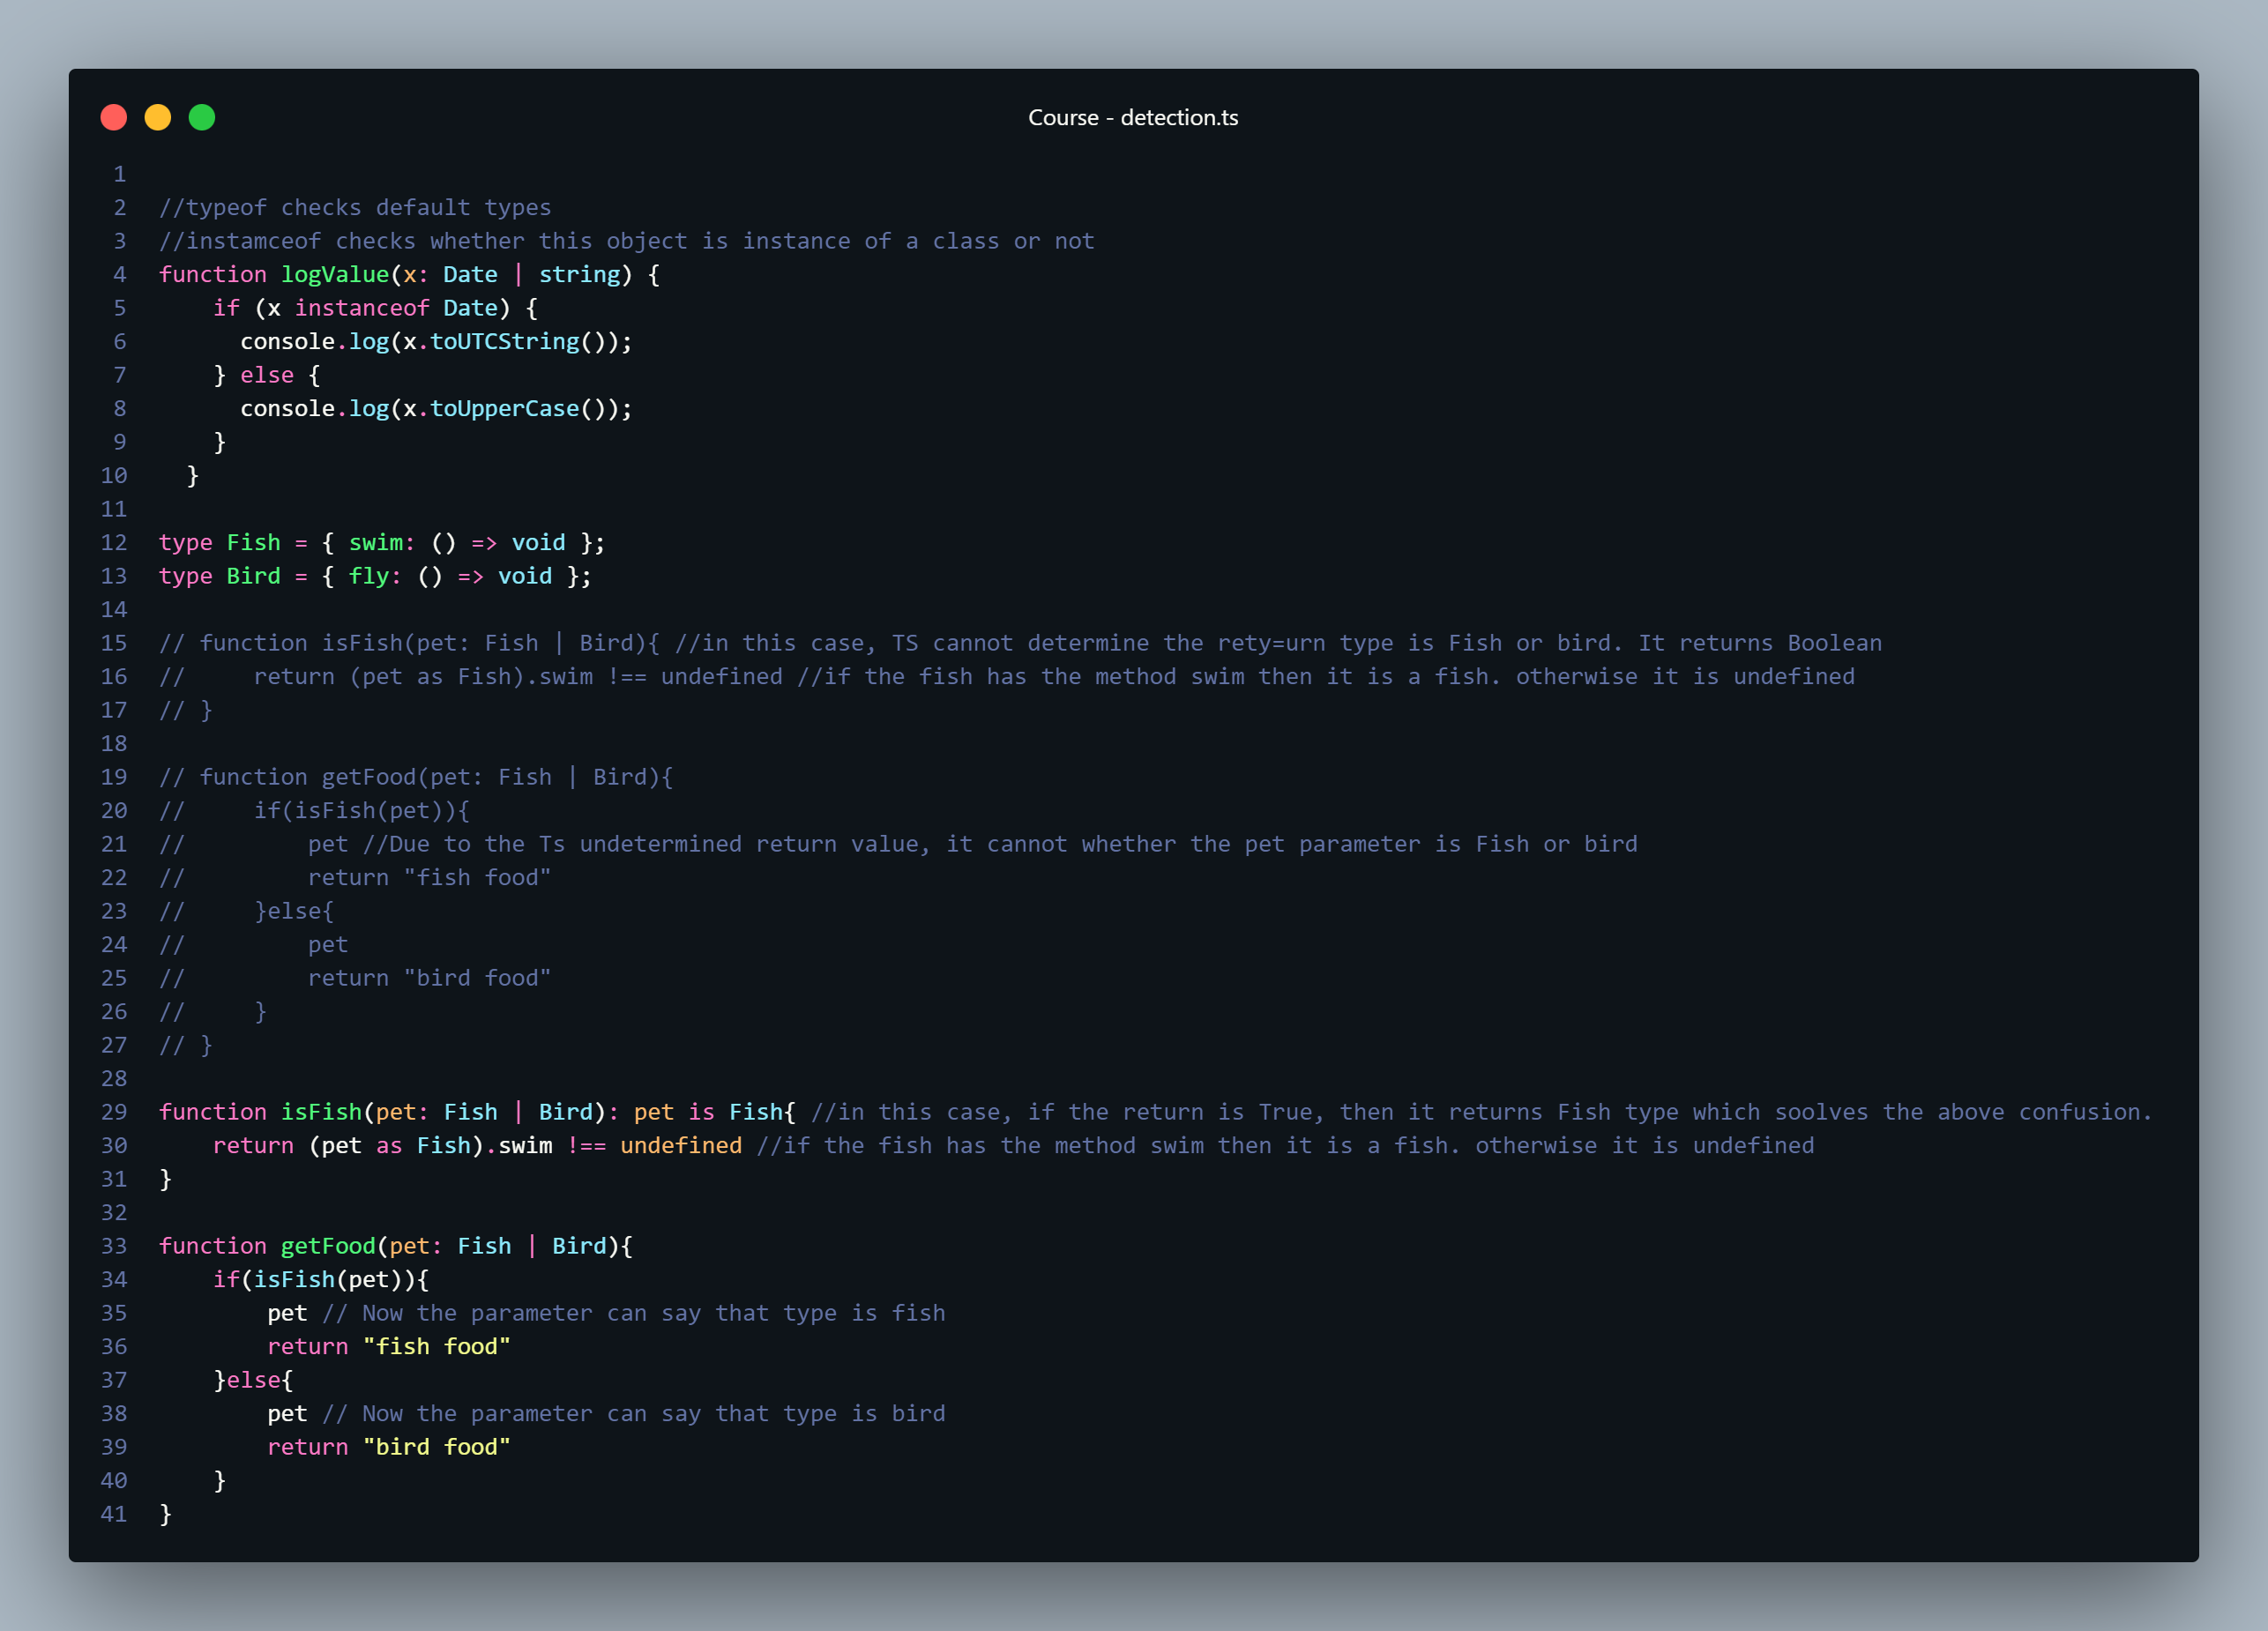 Course - detection.ts
1
2 //typeof checks default types
3 //instamceof checks whether this object is instance of a class or not
4 function logValue(x: Date | string) {
5     if (x instanceof Date) {
6       console.log(x.toUTCString());
7     } else {
8       console.log(x.toUpperCase());
9     }
10   }
11
12 type Fish = { swim: () => void };
13 type Bird = { fly: () => void };
14
15 // function isFish(pet: Fish | Bird){ //in this case, TS cannot determine the rety=urn type is Fish or bird. It returns Boolean
16 //     return (pet as Fish).swim !== undefined //if the fish has the method swim then it is a fish. otherwise it is undefined
17 // }
18
19 // function getFood(pet: Fish | Bird){
20 //     if(isFish(pet)){
21 //         pet //Due to the Ts undetermined return value, it cannot whether the pet parameter is Fish or bird
22 //         return "fish food"
23 //     }else{
24 //         pet
25 //         return "bird food"
26 //     }
27 // }
28
29 function isFish(pet: Fish | Bird): pet is Fish{ //in this case, if the return is True, then it returns Fish type which soolves the above confusion.
30     return (pet as Fish).swim !== undefined //if the fish has the method swim then it is a fish. otherwise it is undefined
31 }
32
33 function getFood(pet: Fish | Bird){
34     if(isFish(pet)){
35         pet // Now the parameter can say that type is fish
36         return "fish food"
37     }else{
38         pet // Now the parameter can say that type is bird
39         return "bird food"
40     }
41 }